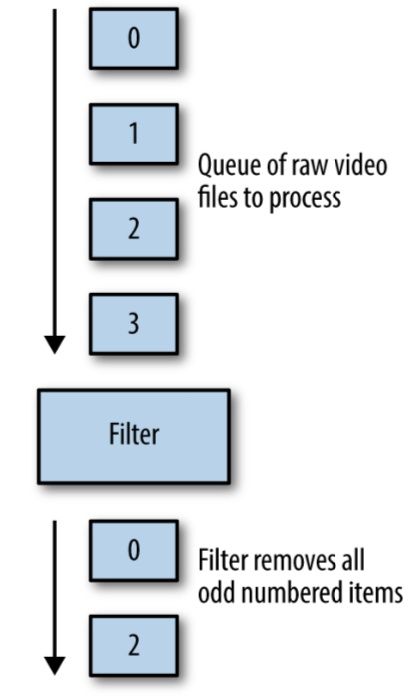 0
1
Queue of raw video
files to process
2
3
Filter
0
Filter removes all
odd numbered items
2